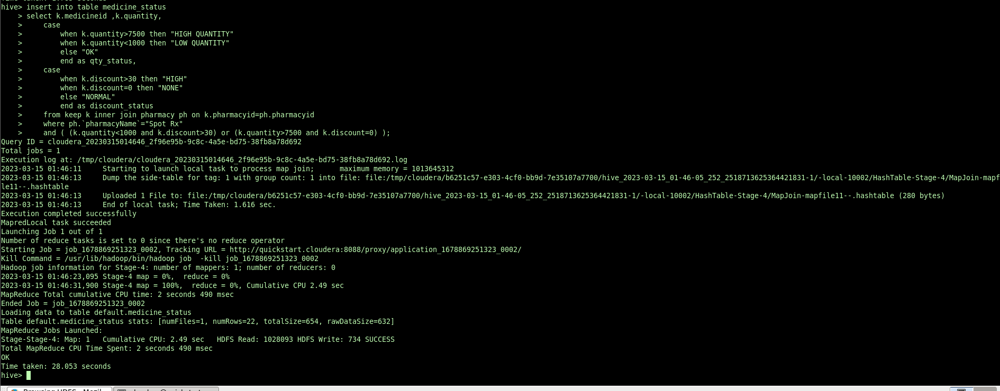 hive> insert into table medicine_status
    > select k.medicineid ,k.quantity,
    >     case
    >         when k.quantity>7500 then "HIGH QUANTITY"
    >         when k.quantity<1000 then "LOW QUANTITY"
    >         else "OK"
    >         end as qty_status,
    >     case
    >         when k.discount>30 then "HIGH"
    >         when k.discount=0 then "NONE"
    >         else "NORMAL"
    >         end as discount_status
    >     from keep k inner join pharmacy ph on k.pharmacyid=ph.pharmacyid
    >     where ph.`pharmacyName`="Spot Rx"
    >     and ( (k.quantity<1000 and k.discount>30) or (k.quantity>7500 and k.discount=0) );
Query ID = cloudera_20230315014646_2f96e95b-9c8c-4a5e-bd75-38fb8a78d692
Total jobs = 1
Execution log at: /tmp/cloudera/cloudera_20230315014646_2f96e95b-9c8c-4a5e-bd75-38fb8a78d692.log
2023-03-15 01:46:11     Starting to launch local task to process map join;      maximum memory = 1013645312
2023-03-15 01:46:13     Dump the side-table for tag: 1 with group count: 1 into file: file:/tmp/cloudera/b6251c57-e303-4cf0-bb9d-7e35107a7700/hive_2023-03-15_01-46-05_252_2518713625364421831-1/-local-10002/HashTable-Stage-4/MapJoin-mapf
le11--.hashtable
2023-03-15 01:46:13     Uploaded 1 File to: file:/tmp/cloudera/b6251c57-e303-4cf0-bb9d-7e35107a7700/hive_2023-03-15_01-46-05_252_2518713625364421831-1/-local-10002/HashTable-Stage-4/MapJoin-mapfile11--.hashtable (280 bytes)
2023-03-15 01:46:13     End of local task; Time Taken: 1.616 sec.
Execution completed successfully
MapredLocal task succeeded
Launching Job 1 out of 1
Number of reduce tasks is set to 0 since there's no reduce operator
Starting Job = job_1678869251323_0002, Tracking URL = http://quickstart.cloudera:8088/proxy/application_1678869251323_0002/
Kill Command = /usr/lib/hadoop/bin/hadoop job  -kill job_1678869251323_0002
Hadoop job information for Stage-4: number of mappers: 1; number of reducers: 0
2023-03-15 01:46:23,095 Stage-4 map = 0%,  reduce = 0%
2023-03-15 01:46:31,900 Stage-4 map = 100%,  reduce = 0%, Cumulative CPU 2.49 sec
MapReduce Total cumulative CPU time: 2 seconds 490 msec
Ended Job = job_1678869251323_0002
Loading data to table default.medicine_status
Table default.medicine_status stats: [numFiles=1, numRows=22, totalSize=654, rawDataSize=632]
MapReduce Jobs Launched:
Stage-Stage-4: Map: 1   Cumulative CPU: 2.49 sec   HDFS Read: 1028093 HDFS Write: 734 SUCCESS
Total MapReduce CPU Time Spent: 2 seconds 490 msec
OK
Time taken: 28.053 seconds
hive>